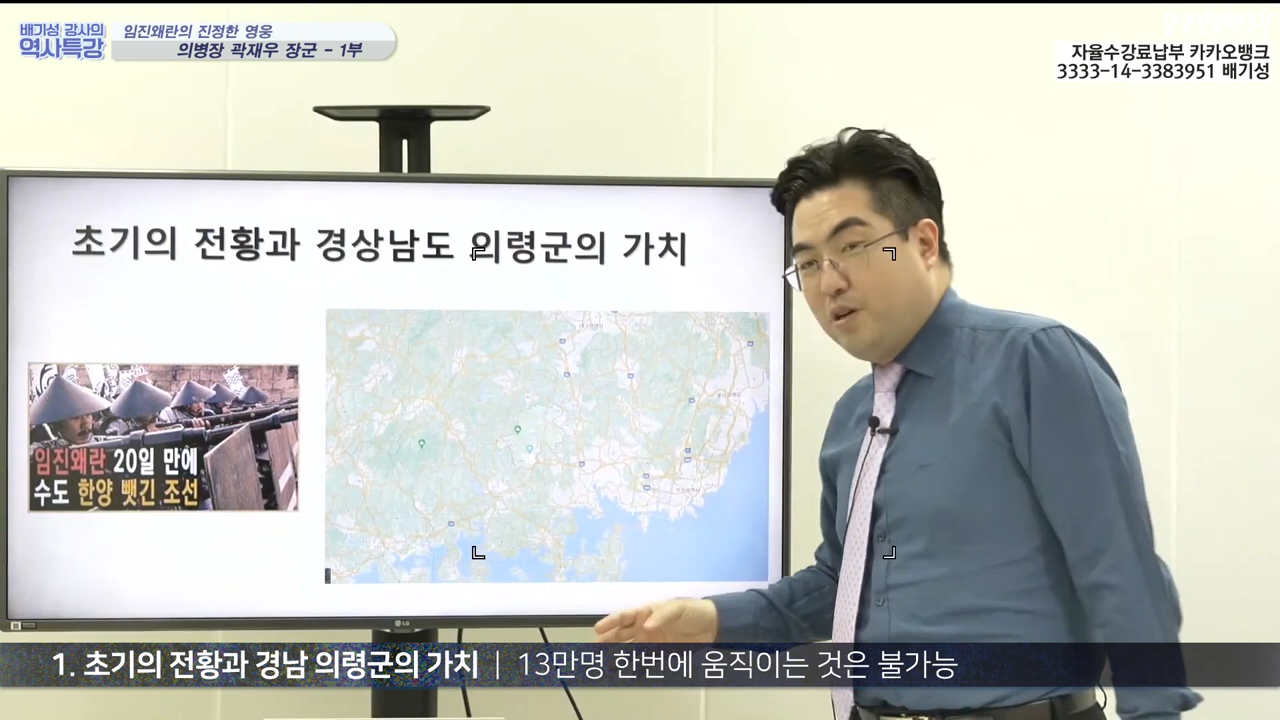 배기성 강사의
역사특강
임진왜란의 진정한 영웅
의병장 곽재우 장군 - 1부
자율수강료납부 카카오뱅크
3333-14-3383951 배기성
초기의 전황과 경상남도 의령군의 가치
임진왜란 20일 만에
수도 한양 뺏긴 조선
LG
1. 초기의 전황과 경남 의령군의 가치 | 13만명 한번에 움직이는 것은 불가능